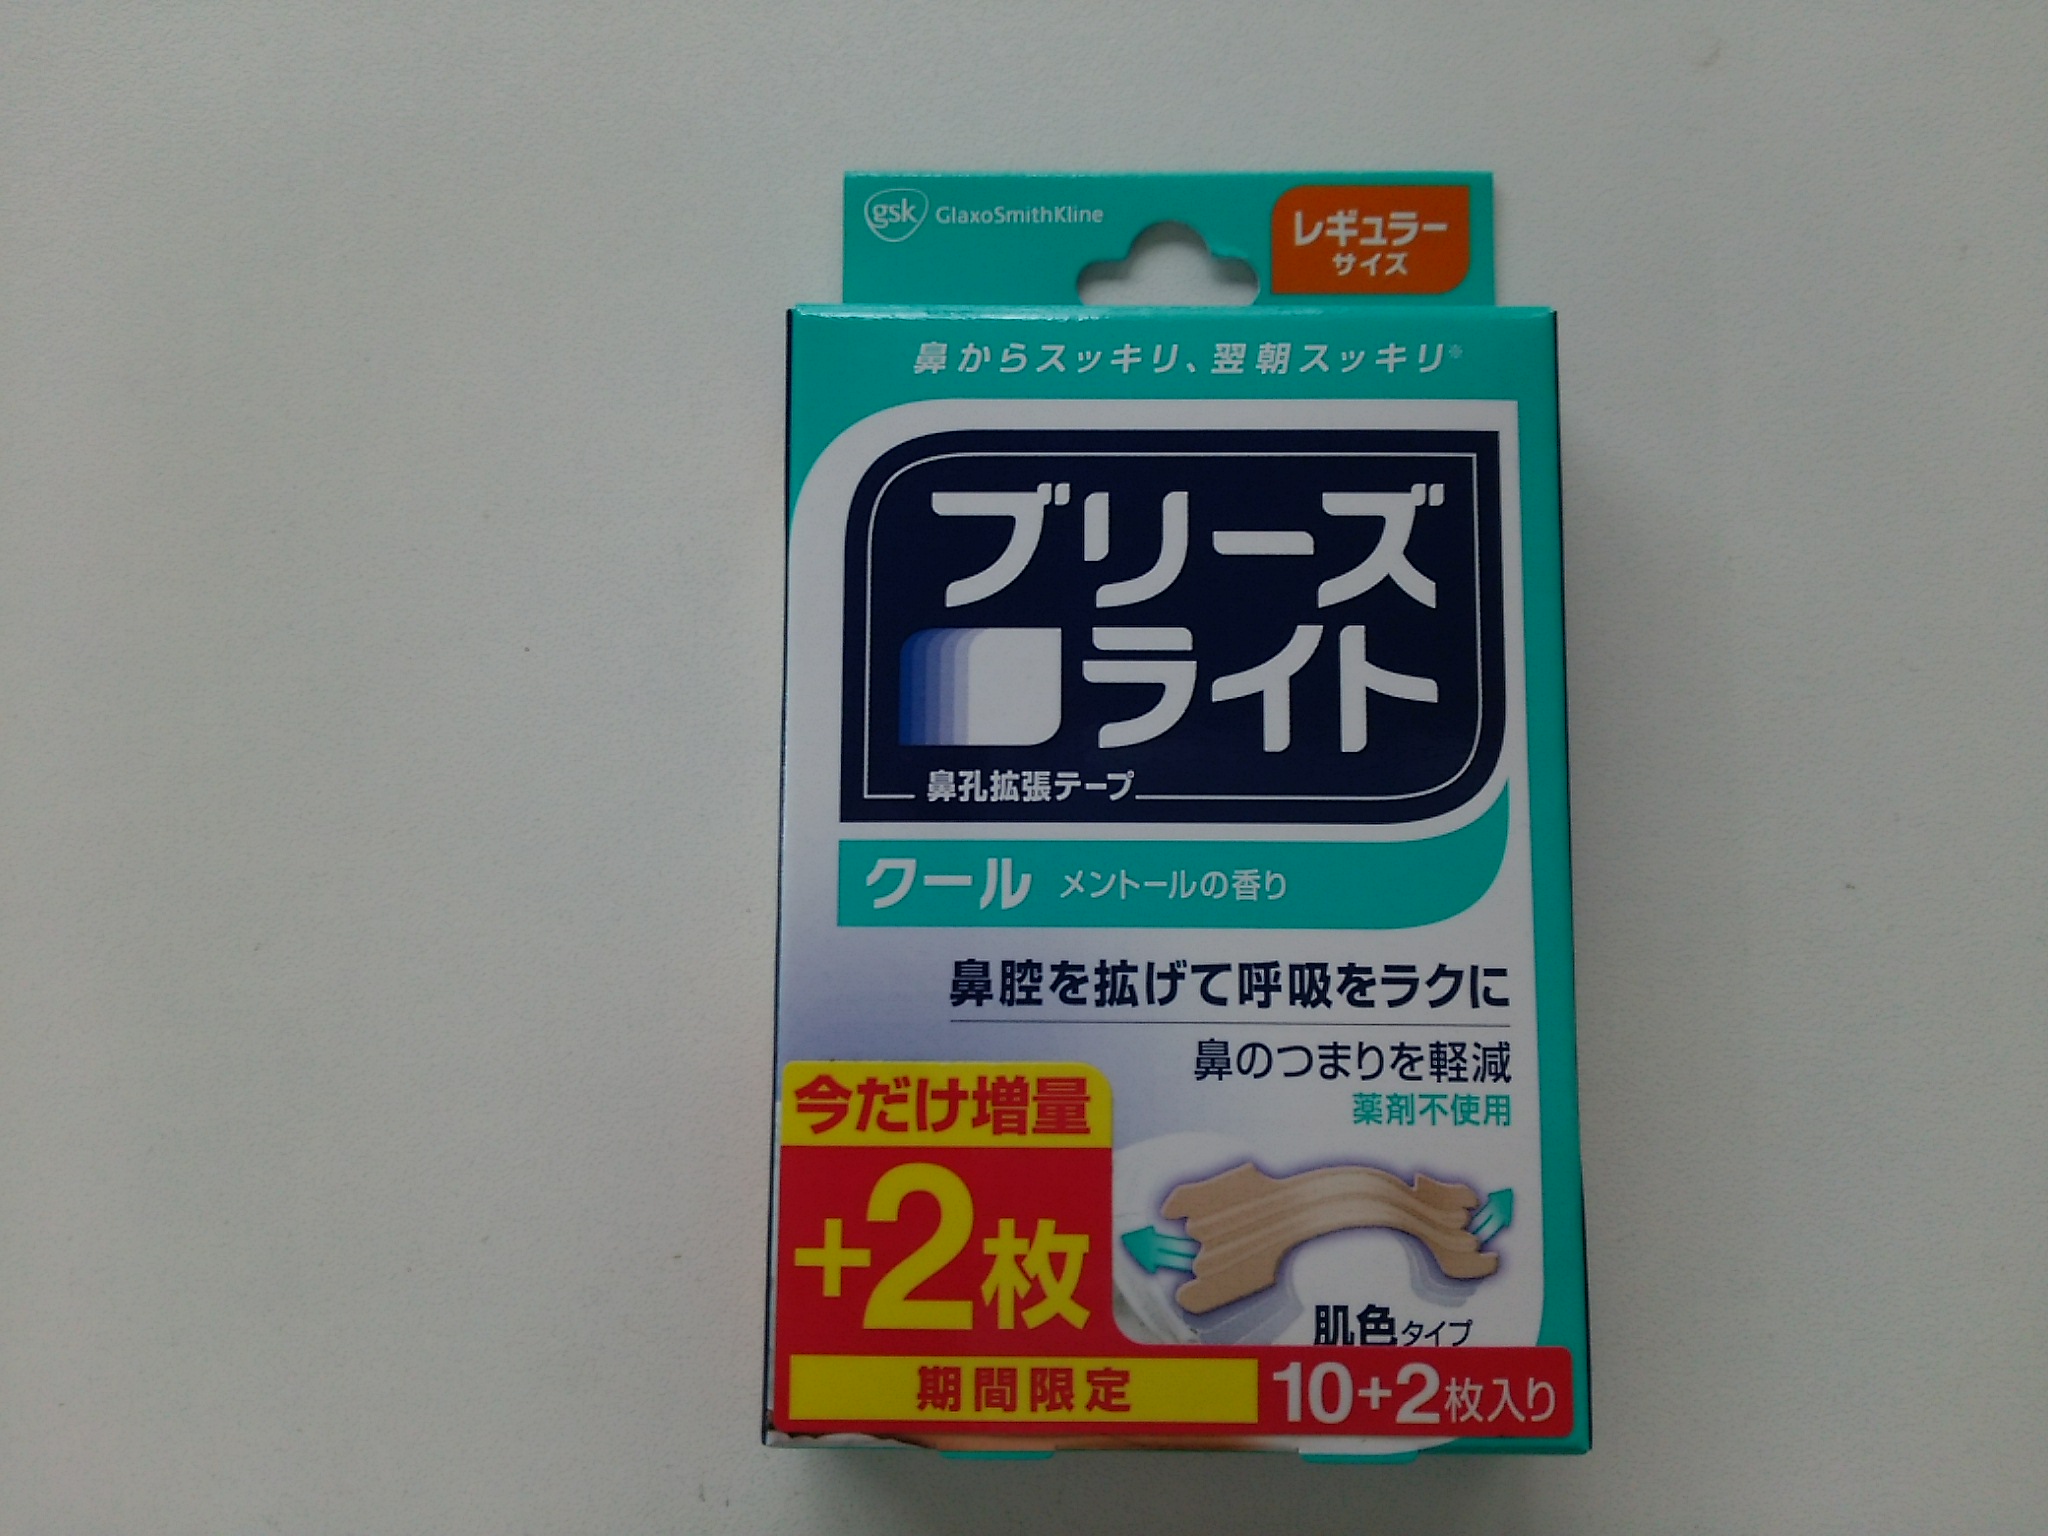 gsk GlaxoSmithKline
レギュラー
サイズ
鼻からスッキリ、翌朝スッキリ※
ブリーズ
ライト
鼻孔拡張テープ
クール メントールの香り
鼻腔を拡げて呼吸をラクに
鼻のつまりを軽減
薬剤不使用
今だけ増量
+2枚
肌色タイプ
期間限定
10+2枚入り